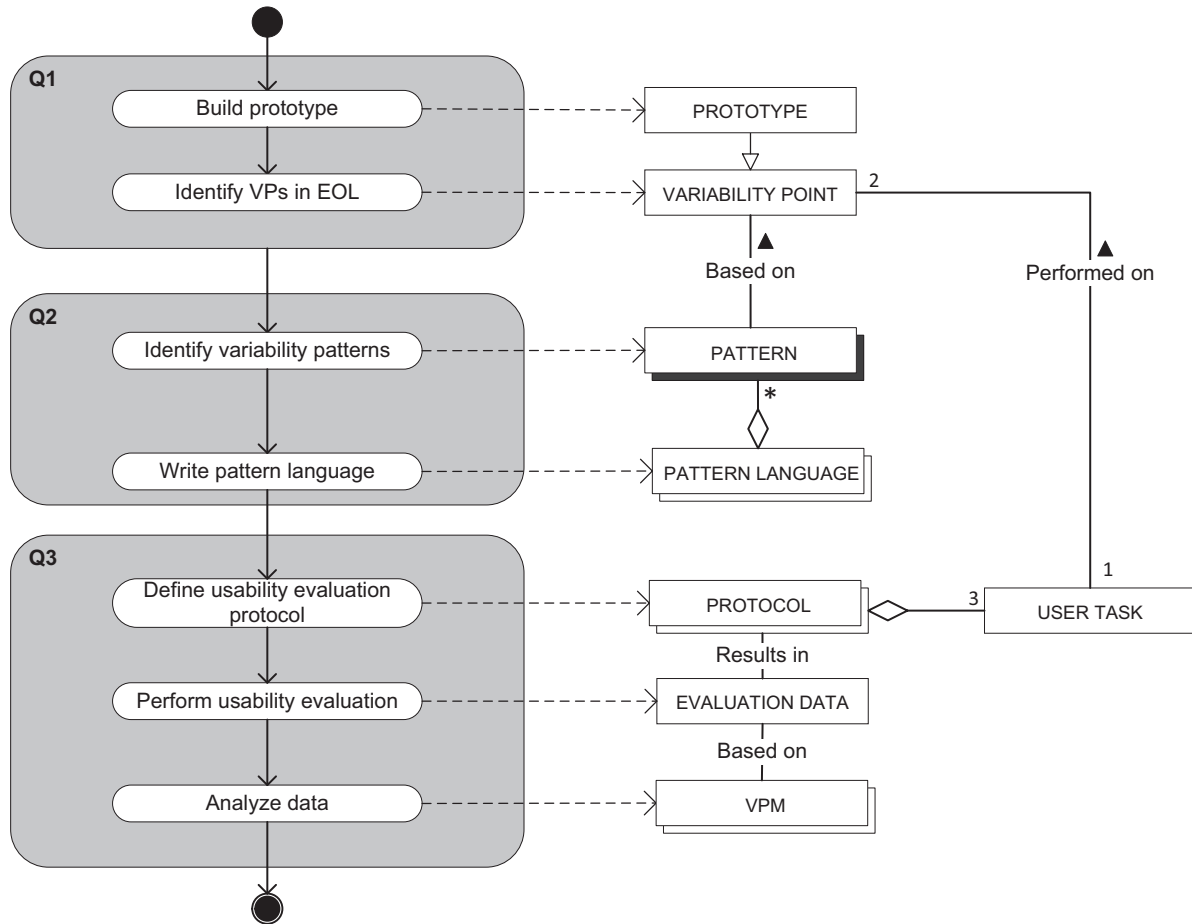 Q1
Build prototype
PROTOTYPE
Identify VPs in EOL
VARIABILITY POINT
2
Based on
▲
Performed on
▲
Q2
Identify variability patterns
PATTERN
*
Write pattern language
PATTERN LANGUAGE
Q3
Define usability evaluation
protocol
PROTOCOL
3
1
USER TASK
Results in
Perform usability evaluation
EVALUATION DATA
Based on
Analyze data
VPM